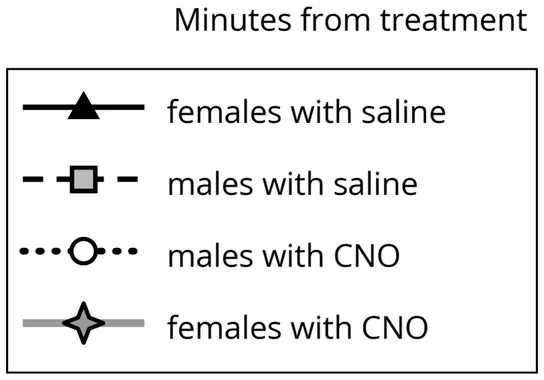 Minutes from treatment
females with saline
males with saline
males with CNO
females with CNO